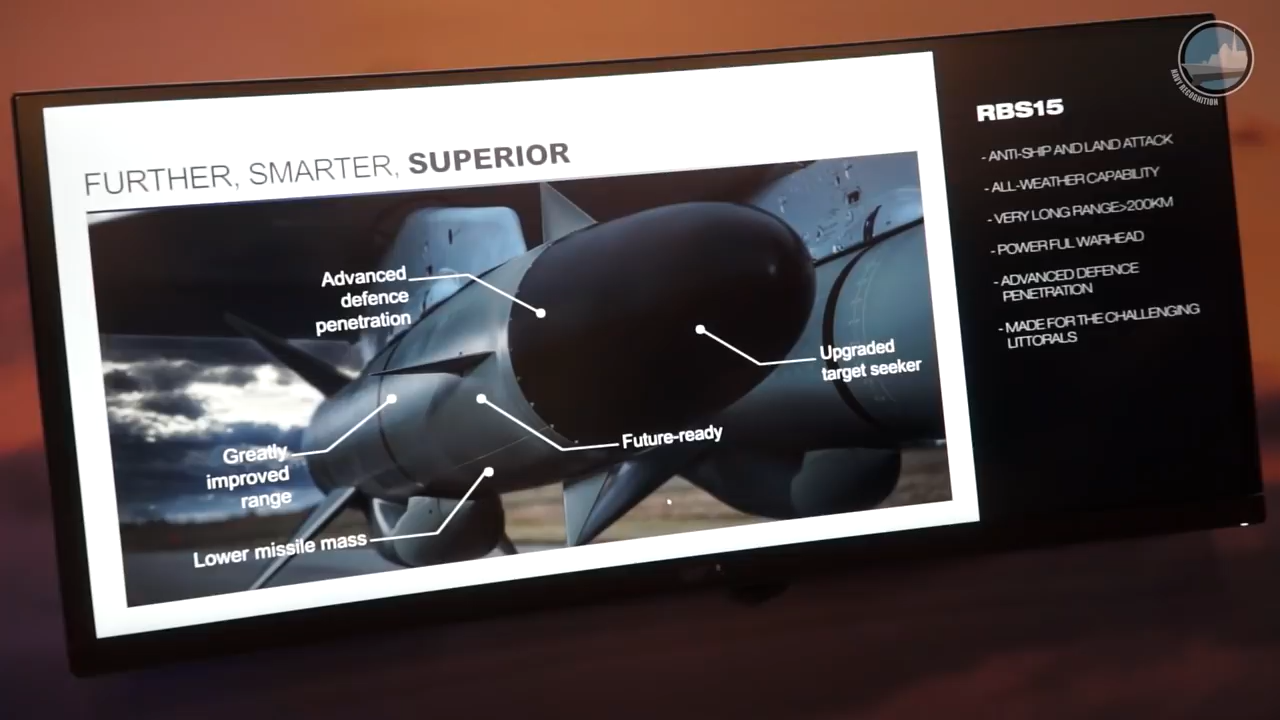 FURTHER, SMARTER, SUPERIOR
Advanced
defence
penetration
Upgraded
target seeker
Future-ready
Greatly
improved
range
Lower missile mass
RBS15
- ANTI-SHIP AND LAND ATTACK
- ALL-WEATHER CAPABILITY
- VERY LONG RANGE>200KM
- POWER FUL WARHEAD
- ADVANCED DEFENCE
PENETRATION
- MADE FOR THE CHALLENGING
LITTORALS
NAVY RECOGNITION